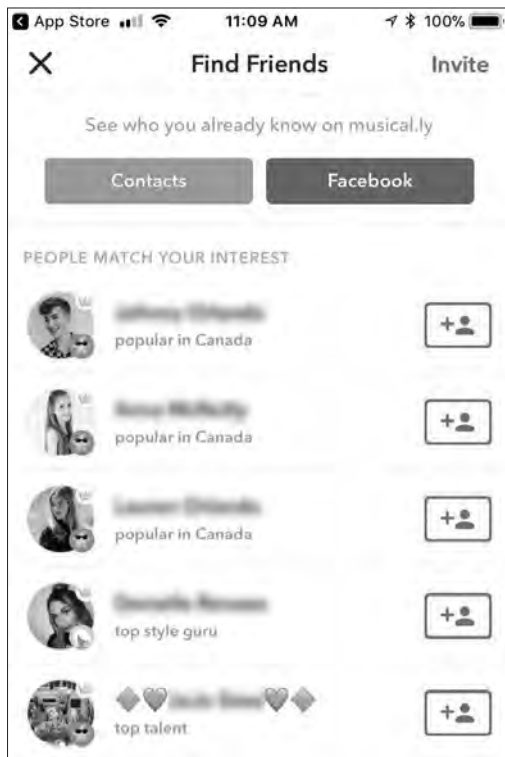 App Store 11:09 AM 100%
Find Friends Invite
See who you already know on musical.ly
Contacts Facebook
PEOPLE MATCH YOUR INTEREST
popular in Canada
popular in Canada
popular in Canada
top style guru
top talent